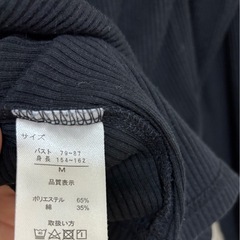 サイズ
バスト 79~87
身長 154~162
M
品質表示
ポリエステル 65%
綿 35%
取扱い方